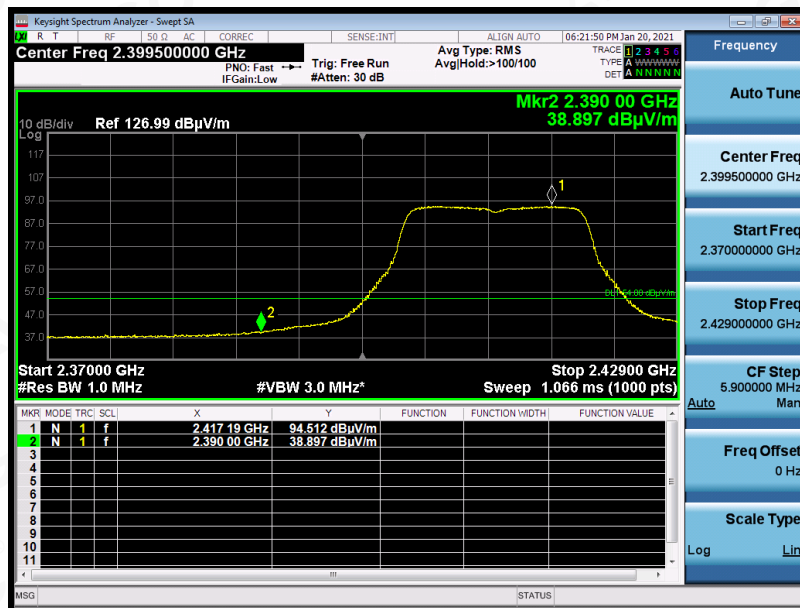 Keysight Spectrum Analyzer - Swept SA
LXI R T RF 50 Ω AC CORREC SENSE:INT ALIGN AUTO 06:21:50 PM Jan 20, 2021
Center Freq 2.399500000 GHz
PNO: Fast
IFGain:Low
Trig: Free Run
#Atten: 30 dB
Avg Type: RMS
Avg|Hold:>100/100
TRACE 1 2 3 4 5 6
TYPE A WWWWW
DET A N N N N N
Mkr2 2.390 00 GHz
38.897 dBµV/m
10 dB/div Ref 126.99 dBµV/m
Log
117
107
97.0
87.0
77.0
67.0
57.0
47.0
37.0
1
2
Start 2.37000 GHz Stop 2.42900 GHz
#Res BW 1.0 MHz #VBW 3.0 MHz* Sweep 1.066 ms (1000 pts)
MKR MODE TRC SCL X Y FUNCTION FUNCTION WIDTH FUNCTION VALUE
1 N 1 f 2.417 19 GHz 94.512 dBµV/m
2 N 1 f 2.390 00 GHz 38.897 dBµV/m
3
4
5
6
7
8
9
10
11
MSG STATUS
Frequency
Auto Tune
Center Freq
2.399500000 GHz
Start Freq
2.370000000 GHz
Stop Freq
2.429000000 GHz
CF Step
5.900000 MHz
Auto Man
Freq Offset
0 Hz
Scale Type
Log Lin